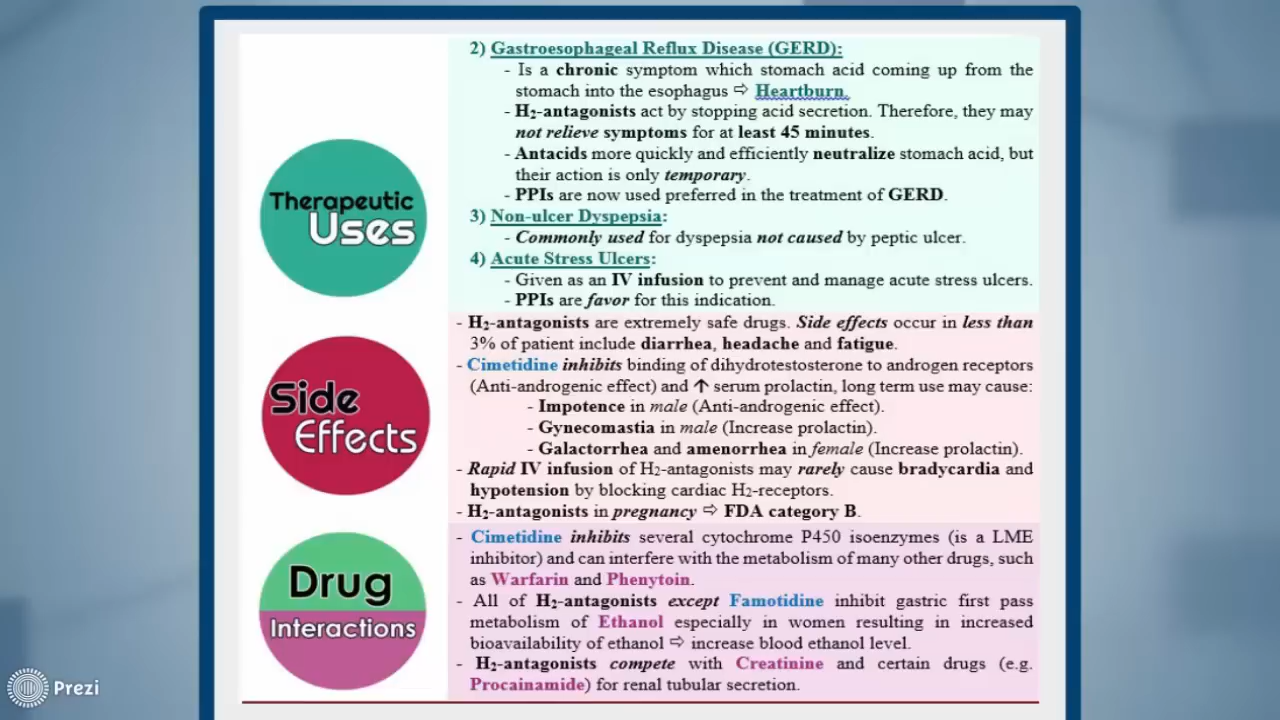 2) Gastroesophageal Reflux Disease (GERD):
- Is a chronic symptom which stomach acid coming up from the
stomach into the esophagus ⇨ Heartburn.
- H2-antagonists act by stopping acid secretion. Therefore, they may
not relieve symptoms for at least 45 minutes.
- Antacids more quickly and efficiently neutralize stomach acid, but
their action is only temporary.
- PPIs are now used preferred in the treatment of GERD.
3) Non-ulcer Dyspepsia:
- Commonly used for dyspepsia not caused by peptic ulcer.
4) Acute Stress Ulcers:
- Given as an IV infusion to prevent and manage acute stress ulcers.
- PPIs are favor for this indication.
Therapeutic
Uses
- H2-antagonists are extremely safe drugs. Side effects occur in less than
3% of patient include diarrhea, headache and fatigue.
- Cimetidine inhibits binding of dihydrotestosterone to androgen receptors
(Anti-androgenic effect) and ↑ serum prolactin, long term use may cause:
- Impotence in male (Anti-androgenic effect).
- Gynecomastia in male (Increase prolactin).
- Galactorrhea and amenorrhea in female (Increase prolactin).
- Rapid IV infusion of H2-antagonists may rarely cause bradycardia and
hypotension by blocking cardiac H2-receptors.
- H2-antagonists in pregnancy ⇨ FDA category B.
Side
Effects
- Cimetidine inhibits several cytochrome P450 isoenzymes (is a LME
inhibitor) and can interfere with the metabolism of many other drugs, such
as Warfarin and Phenytoin.
- All of H2-antagonists except Famotidine inhibit gastric first pass
metabolism of Ethanol especially in women resulting in increased
bioavailability of ethanol ⇨ increase blood ethanol level.
- H2-antagonists compete with Creatinine and certain drugs (e.g.
Procainamide) for renal tubular secretion.
Drug
Interactions
Prezi